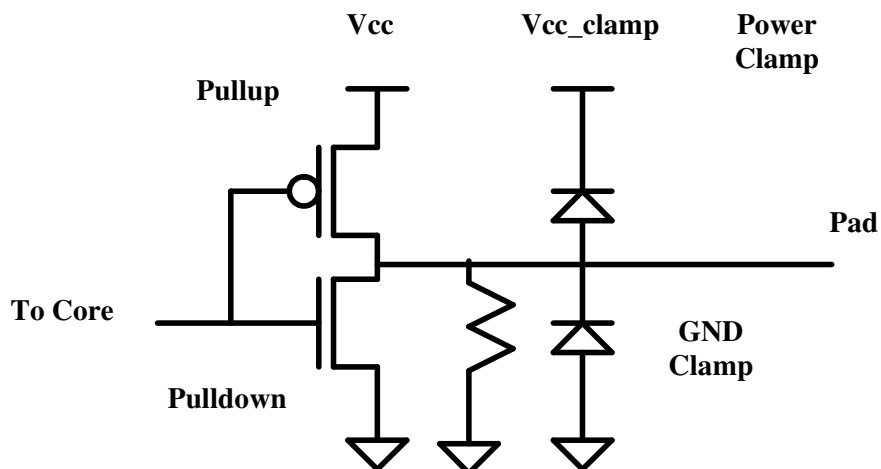 Vcc
Vcc_clamp
Power
Clamp
Pullup
Pad
To Core
GND
Clamp
Pulldown